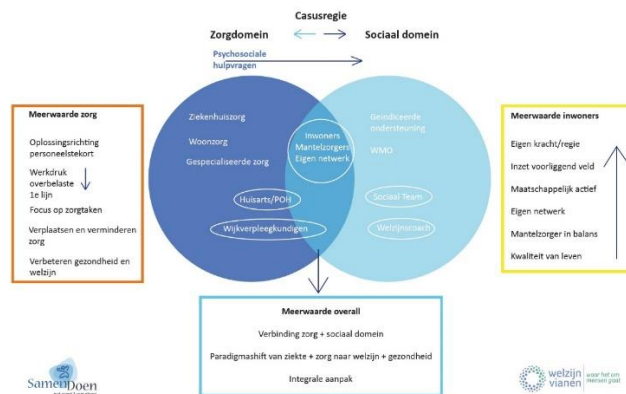 Casusregie
Zorgdomein
Sociaal domein
Psychosociale
hulpvragen
Meerwaarde zorg
Oplossingsrichting
personeelstekort
Werkdruk
overbelaste
1e lijn
Focus op zorgtaken
Verplaatsen en verminderen
zorg
Verbeteren gezondheid en
welzijn
Ziekenhuiszorg
Woonzorg
Gespecialiseerde zorg
Huisarts/POH
Wijkverpleegkundigen
Inwoners
Mantelzorgers
Eigen netwerk
Geïndiceerde
ondersteuning
WMO
Sociaal Team
Welzijnscoach
Meerwaarde inwoners
Eigen kracht/regie
Inzet voorliggend veld
Maatschappelijk actief
Eigen netwerk
Mantelzorger in balans
Kwaliteit van leven
Meerwaarde overall
Verbinding zorg + sociaal domein
Paradigmashift van ziekte + zorg naar welzijn + gezondheid
Integrale aanpak
SamenDoen
welzijn
vianen
waar het om
mensen gaat